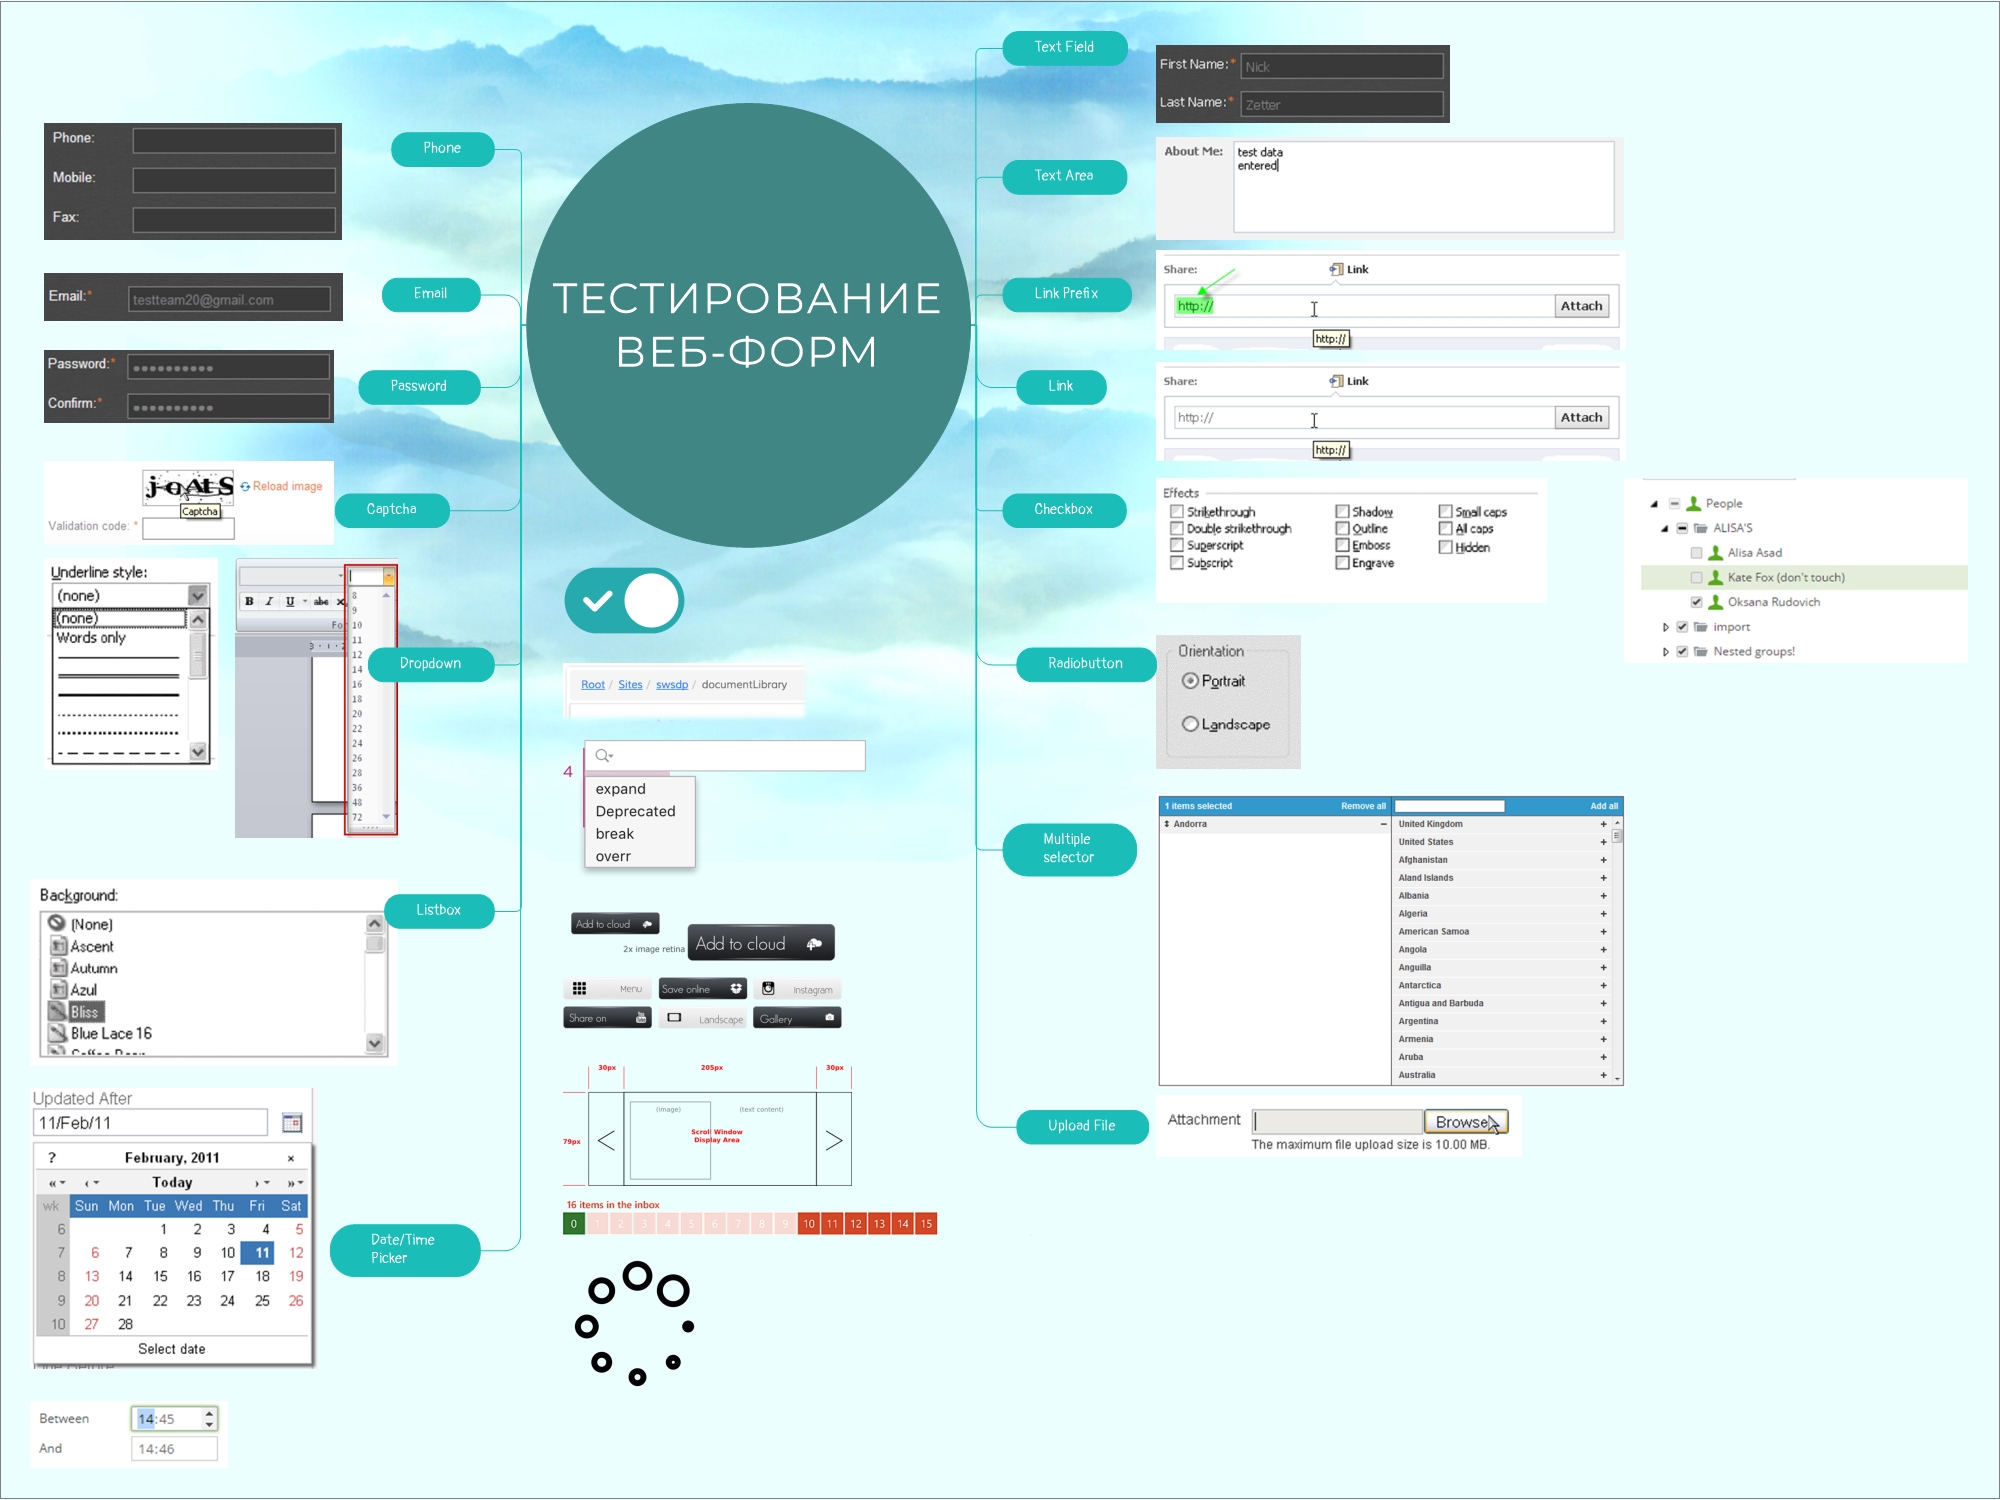 ТЕСТИРОВАНИЕ
ВЕБ-ФОРМ
Phone
Phone:
Mobile:
Fax:
Email
Email:*
testteam20@gmail.com
Password
Password:*
Confirm:*
Captcha
Reload image
Captcha
Validation code: *
Dropdown
Underline style:
(none)
(none)
Words only
B I U abc x
3 · 1 · 2
8
9
10
11
12
14
16
18
20
22
24
26
28
36
48
72
Listbox
Background:
(None)
Ascent
Autumn
Azul
Bliss
Blue Lace 16
Date/Time
Picker
Updated After
11/Feb/11
? February, 2011 ×
« ‹ Today › »
wk Sun Mon Tue Wed Thu Fri Sat
6 1 2 3 4 5
7 6 7 8 9 10 11 12
8 13 14 15 16 17 18 19
9 20 21 22 23 24 25 26
10 27 28
Select date
Between 14:45
And 14:46
Root / Sites / swsdp / documentLibrary
4
expand
Deprecated
break
overr
Add to cloud
2x image retina
Add to cloud
Menu
Save online
Instagram
Share on
Landscape
Gallery
30px 205px 30px
79px
(image) (text content)
Scroll Window
Display Area
16 items in the inbox
0 1 2 3 4 5 6 7 8 9 10 11 12 13 14 15
Text Field
First Name:* Nick
Last Name:* Zetter
Text Area
About Me: test data
entered
Link Prefix
Share: Link
http:// Attach
http://
Link
Share: Link
http:// Attach
http://
Checkbox
Effects
Strikethrough Shadow Small caps
Double strikethrough Outline All caps
Superscript Emboss Hidden
Subscript Engrave
People
ALISA'S
Alisa Asad
Kate Fox (don't touch)
Oksana Rudovich
import
Nested groups!
Radiobutton
Orientation
Portrait
Landscape
Multiple
selector
1 items selected Remove all Add all
Andorra
United Kingdom
United States
Afghanistan
Aland Islands
Albania
Algeria
American Samoa
Angola
Anguilla
Antarctica
Antigua and Barbuda
Argentina
Armenia
Aruba
Australia
Upload File
Attachment Browse
The maximum file upload size is 10.00 MB.